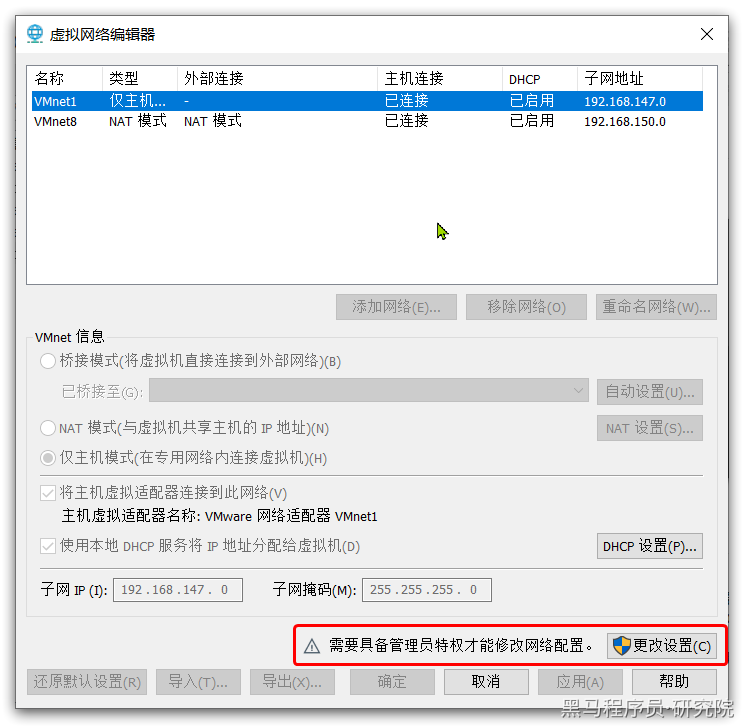 虚拟网络编辑器
名称 类型 外部连接 主机连接 DHCP 子网地址
VMnet1 仅主机... - 已连接 已启用 192.168.147.0
VMnet8 NAT 模式 NAT 模式 已连接 已启用 192.168.150.0
添加网络(E)... 移除网络(O) 重命名网络(W)...
VMnet 信息
桥接模式(将虚拟机直接连接到外部网络)(B)
已桥接至(G): 自动设置(U)...
NAT 模式(与虚拟机共享主机的 IP 地址)(N) NAT 设置(S)...
仅主机模式(在专用网络内连接虚拟机)(H)
将主机虚拟适配器连接到此网络(V)
主机虚拟适配器名称: VMware 网络适配器 VMnet1
使用本地 DHCP 服务将 IP 地址分配给虚拟机(D) DHCP 设置(P)...
子网 IP (I): 192.168.147. 0 子网掩码(M): 255.255.255. 0
需要具备管理员特权才能修改网络配置。 更改设置(C)
还原默认设置(R) 导入(T)... 导出(X)... 确定 取消 应用(A) 帮助
黑马程序员·研究院